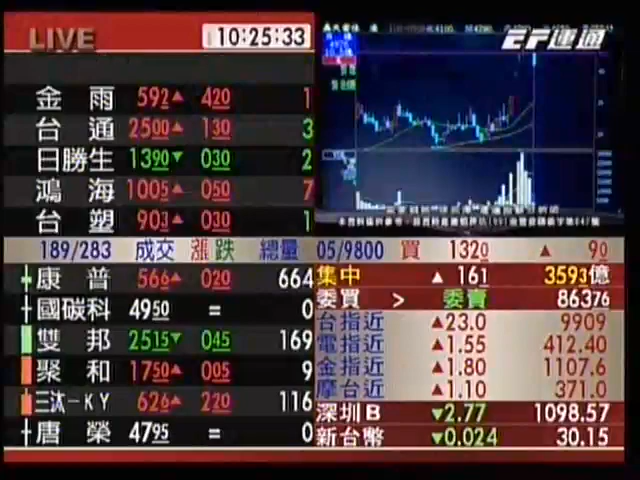 LIVE 10:25:33
EF運通
金雨 592▲ 420 1
台通 2500▲ 130 3
日勝生 1390▼ 030 2
鴻海 1005▲ 050 7
台塑 903▲ 030 1
189/283 成交 漲跌 總量
05/9800 買 1320 ▲ 90
康普 566▲ 020 664
國碳科 4950 = 0
雙邦 2515▼ 045 169
聚和 1750▲ 005 9
三汰-KY 626▲ 220 116
唐榮 4795 = 0
集中 ▲ 161 3593億
委買 > 委賣 86376
台指近 ▲23.0 9909
電指近 ▲1.55 412.40
金指近 ▲1.80 1107.6
摩台近 ▲1.10 371.0
深圳B ▼2.77 1098.57
新台幣 ▼0.024 30.15